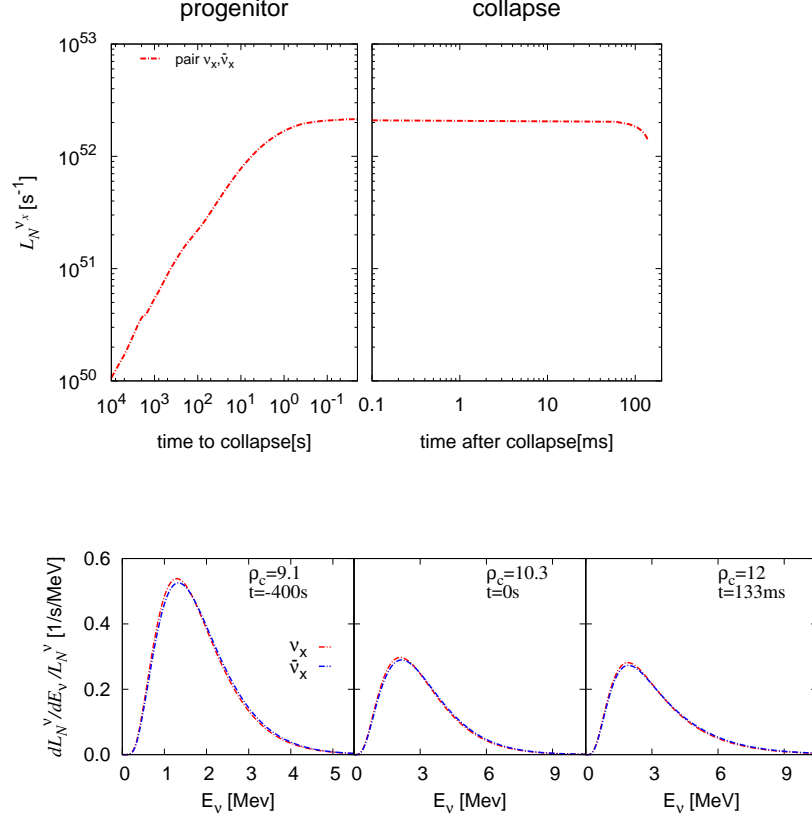 progenitor collapse
10^53
pair ν_x,ν̄_x
10^52
L_N^{ν_x} [s^-1]
10^51
10^50
10^4 10^3 10^2 10^1 10^0 10^-1 0.1 1 10 100
time to collapse[s] time after collapse[ms]
0.6
ρ_c=9.1 ρ_c=10.3 ρ_c=12
t=-400s t=0s t=133ms
dL_N^ν/dE_ν/L_N^ν [1/s/MeV]
0.4
ν_x
ν̄_x
0.2
0.0
0 1 2 3 4 5 0 3 6 9 0 3 6 9
E_ν [Mev] E_ν [Mev] E_ν [MeV]